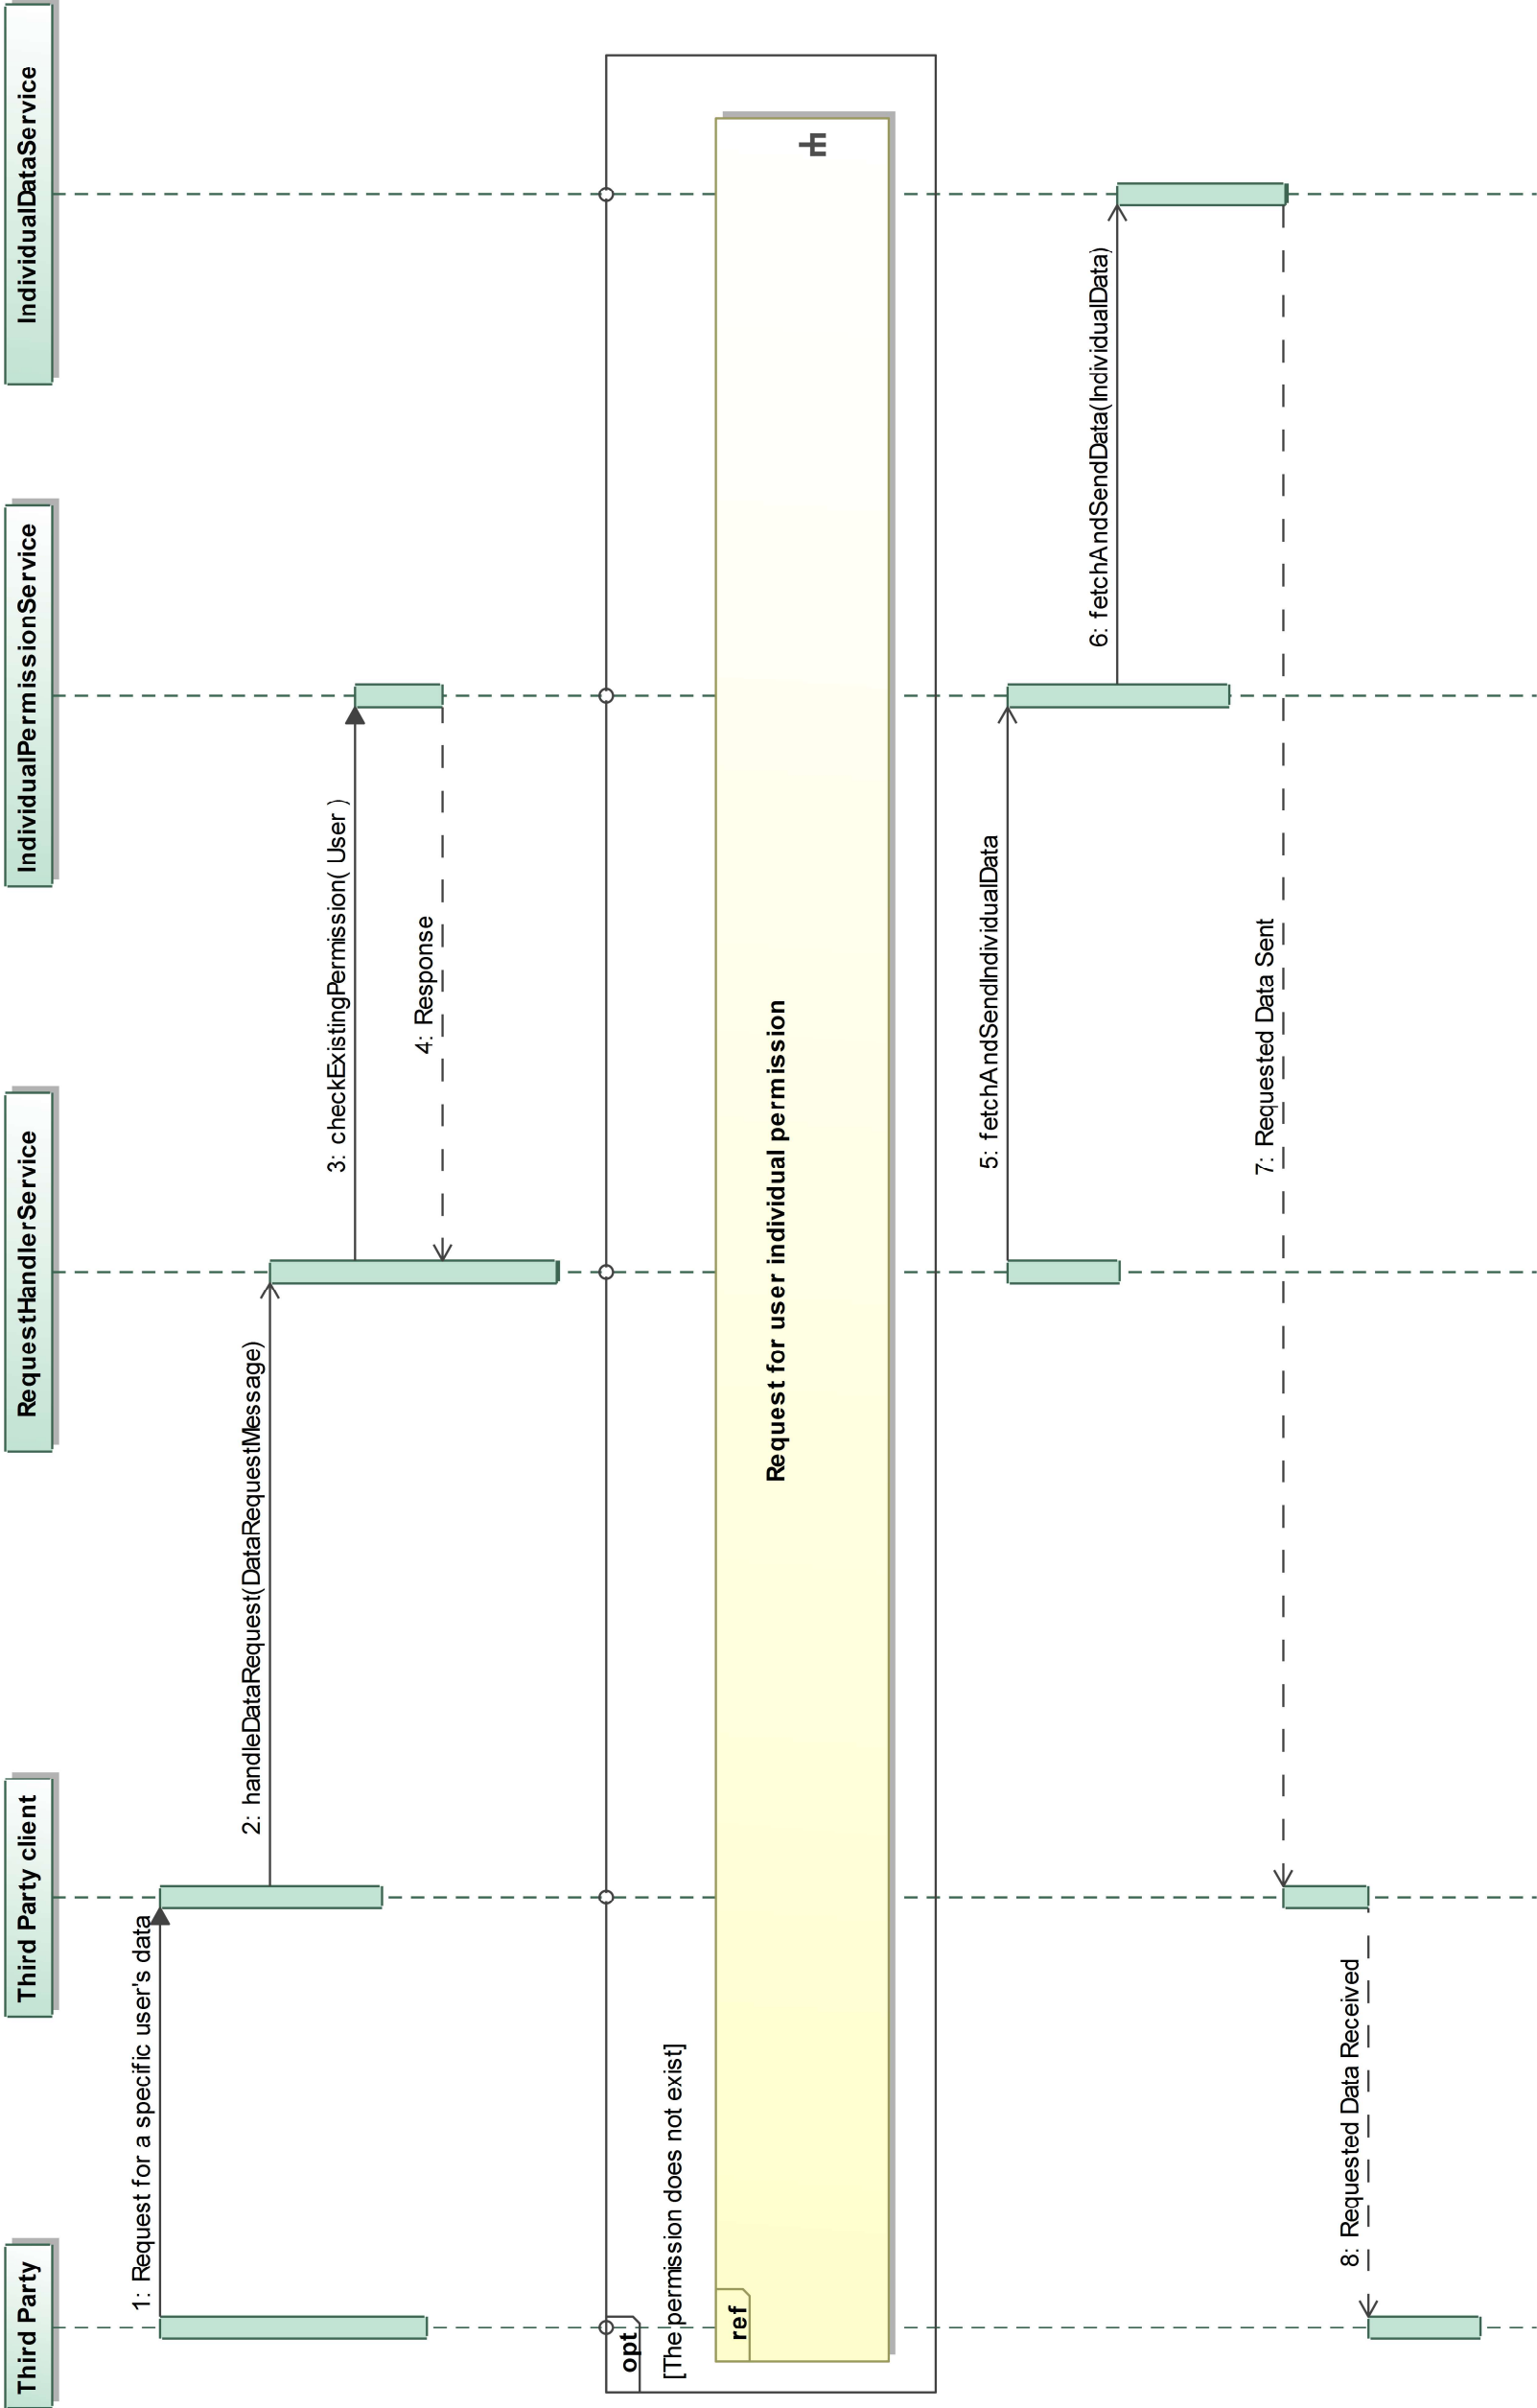 Third Party
Third Party client
RequestHandlerService
IndividualPermissionService
IndividualDataService
1: Request for a specific user's data
2: handleDataRequest(DataRequestMessage)
3: checkExistingPermission( User )
4: Response
opt
[The permission does not exist]
ref
Request for user individual permission
5: fetchAndSendIndividualData
6: fetchAndSendData(IndividualData)
7: Requested Data Sent
8: Requested Data Received